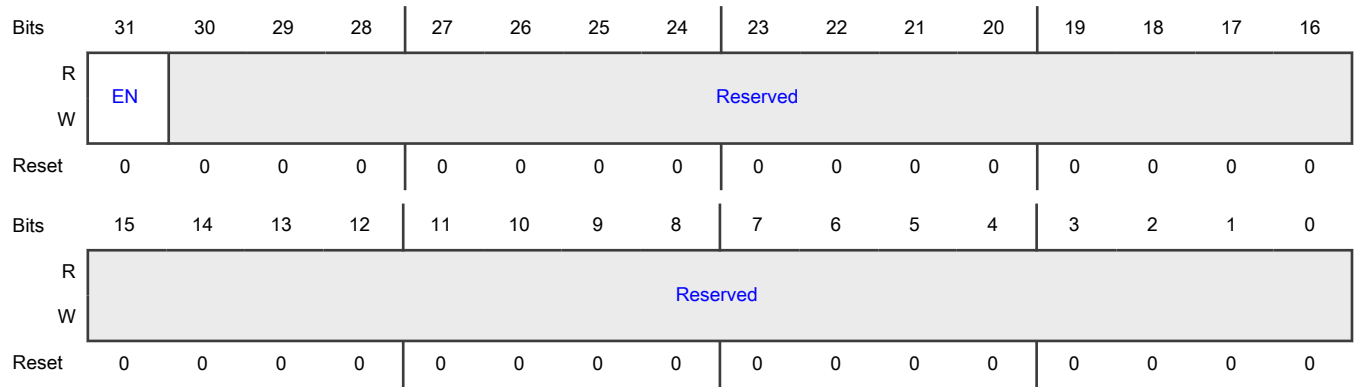 Bits 31 30 29 28 27 26 25 24 23 22 21 20 19 18 17 16
R
EN Reserved
W
Reset 0 0 0 0 0 0 0 0 0 0 0 0 0 0 0 0
Bits 15 14 13 12 11 10 9 8 7 6 5 4 3 2 1 0
R
Reserved
W
Reset 0 0 0 0 0 0 0 0 0 0 0 0 0 0 0 0